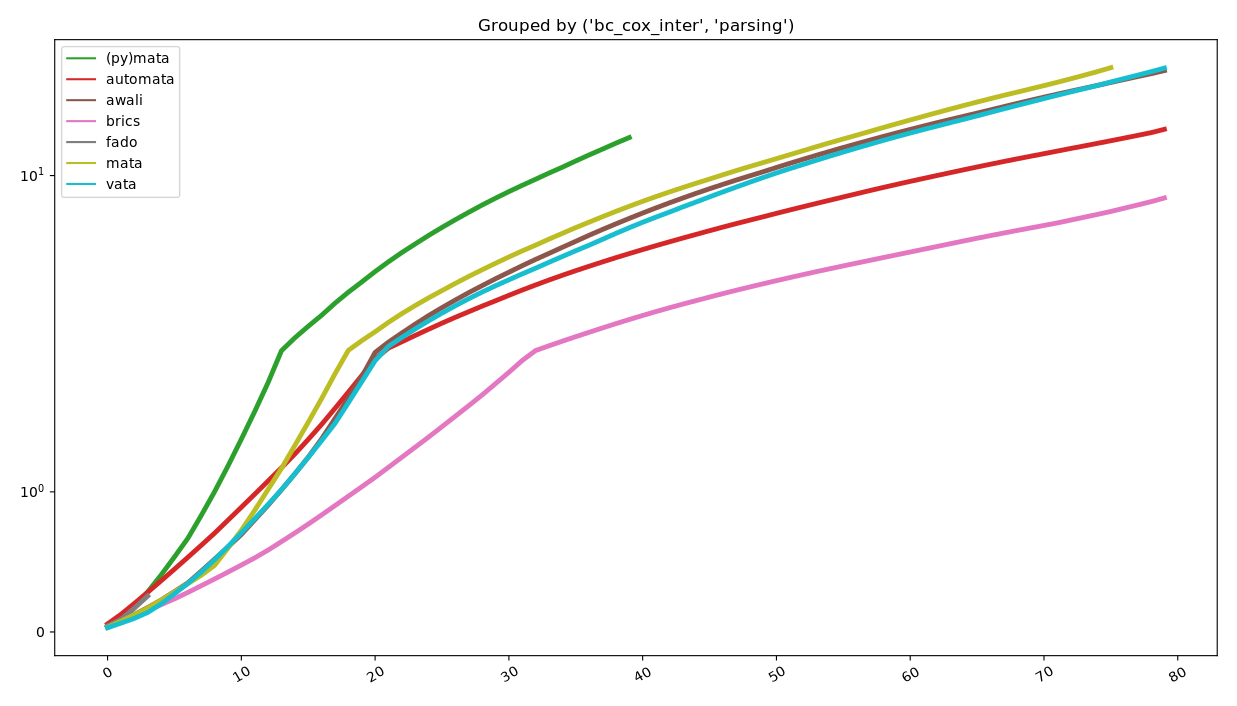 Grouped by ('bc_cox_inter', 'parsing')
(py)mata
automata
awali
brics
fado
mata
vata
10¹
10⁰
0
0 10 20 30 40 50 60 70 80